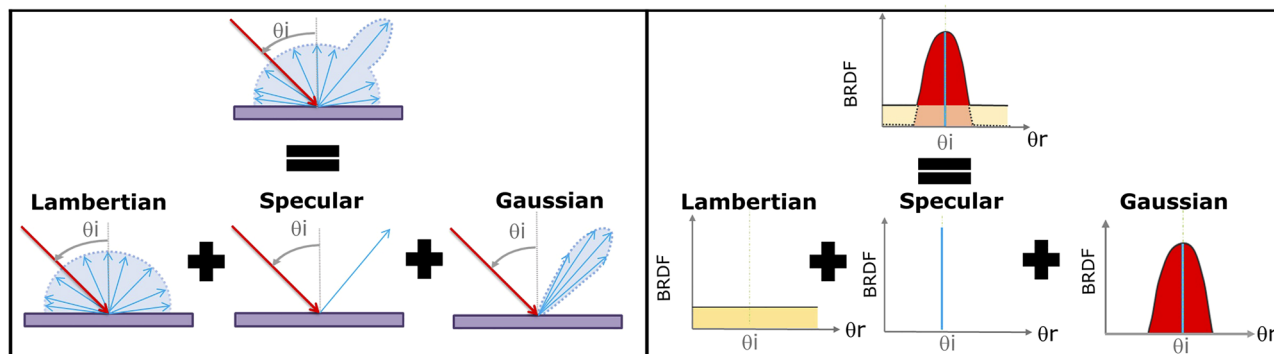 θi
Lambertian
Specular
Gaussian
θi
θi
θi
BRDF
θi
θr
Lambertian
Specular
Gaussian
BRDF
θi
θr
BRDF
θi
θr
BRDF
θi
θr